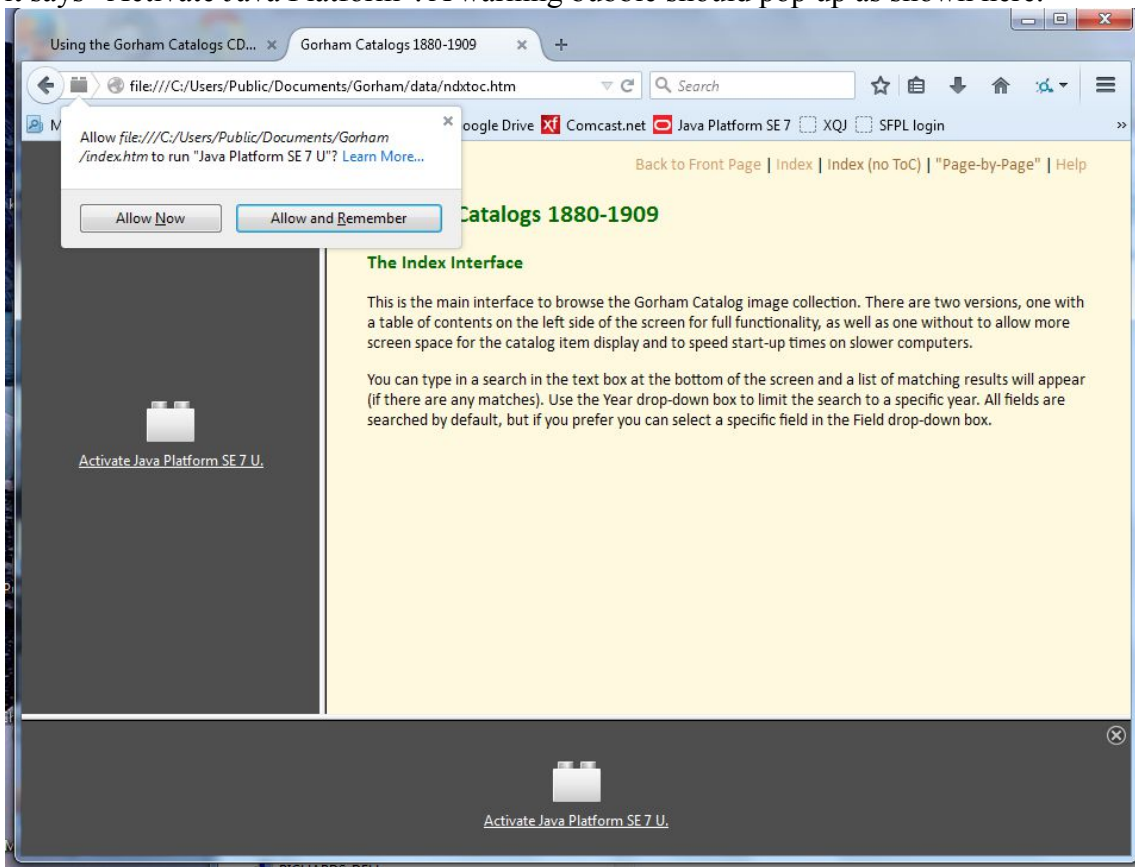 it says "Activate Java Platform". A warning bubble should pop up as shown here.
Using the Gorham Catalogs CD... × Gorham Catalogs 1880-1909 × +
file:///C:/Users/Public/Documents/Gorham/data/ndxtoc.htm Search
M oogle Drive Comcast.net Java Platform SE 7 XQJ SFPL login »
Allow file:///C:/Users/Public/Documents/Gorham
/index.htm to run "Java Platform SE 7 U"? Learn More...
Allow Now Allow and Remember
Back to Front Page | Index | Index (no ToC) | "Page-by-Page" | Help
Catalogs 1880-1909
The Index Interface
This is the main interface to browse the Gorham Catalog image collection. There are two versions, one with
a table of contents on the left side of the screen for full functionality, as well as one without to allow more
screen space for the catalog item display and to speed start-up times on slower computers.
You can type in a search in the text box at the bottom of the screen and a list of matching results will appear
(if there are any matches). Use the Year drop-down box to limit the search to a specific year. All fields are
searched by default, but if you prefer you can select a specific field in the Field drop-down box.
Activate Java Platform SE 7 U.
Activate Java Platform SE 7 U.